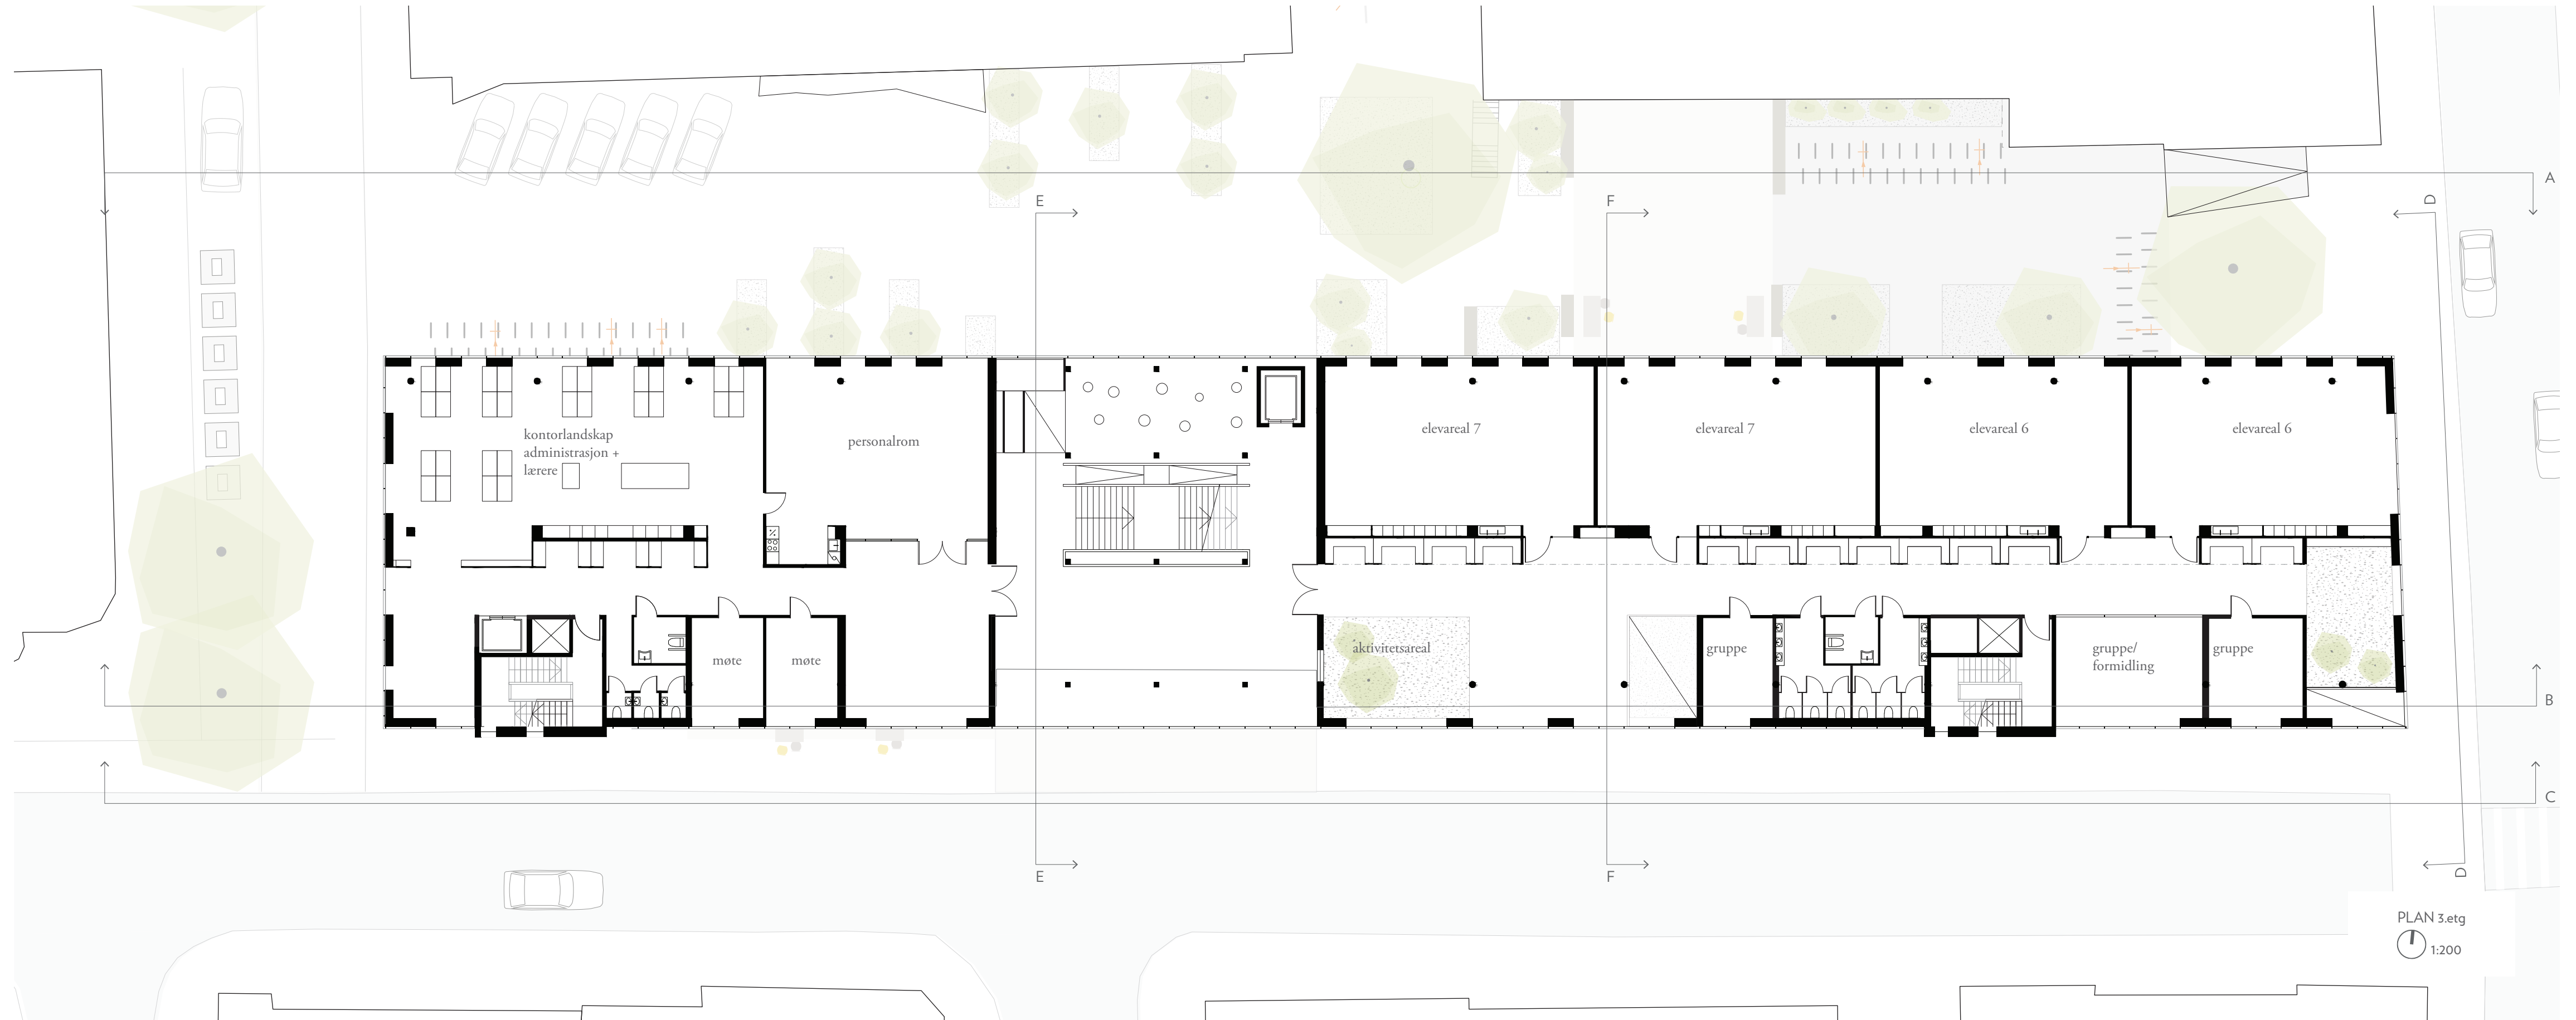 A
D
E
F
kontorlandskap
administrasjon +
lærere
personalrom
elevareal 7
elevareal 7
elevareal 6
elevareal 6
møte
møte
aktivitetsareal
gruppe
gruppe/
formidling
gruppe
B
C
E
F
D
PLAN 3.etg
1:200